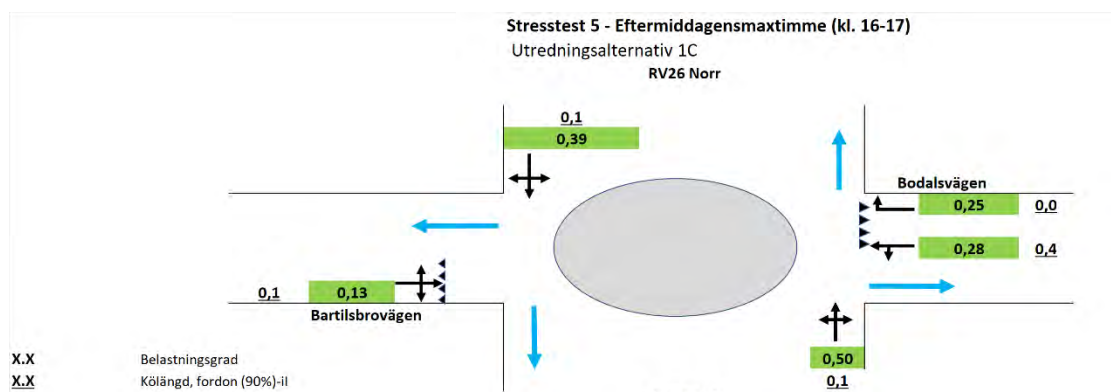 Stresstest 5 - Eftermiddagensmaxtimme (kl. 16-17)
Utredningsalternativ 1C
RV26 Norr
0,1
0,39
Bodalsvägen
0,25 0,0
0,28 0,4
0,1 0,13
Bartilsbrovägen
0,50
0,1
X.X Belastningsgrad
X.X Kölängd, fordon (90%)-il